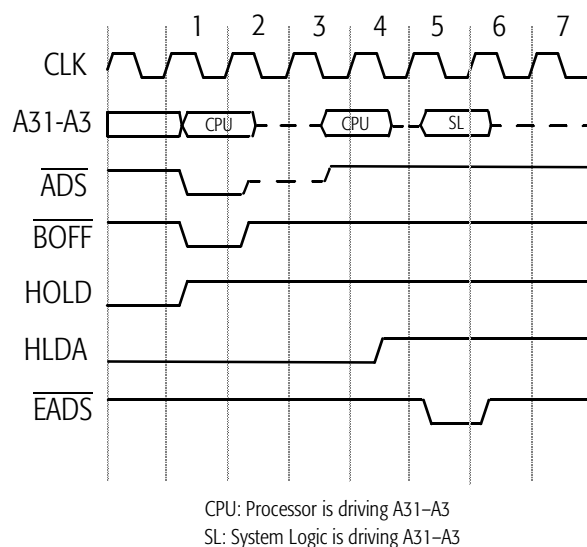 1 2 3 4 5 6 7
CLK
A31-A3 CPU CPU SL
ADS
BOFF
HOLD
HLDA
EADS
CPU: Processor is driving A31–A3
SL: System Logic is driving A31–A3